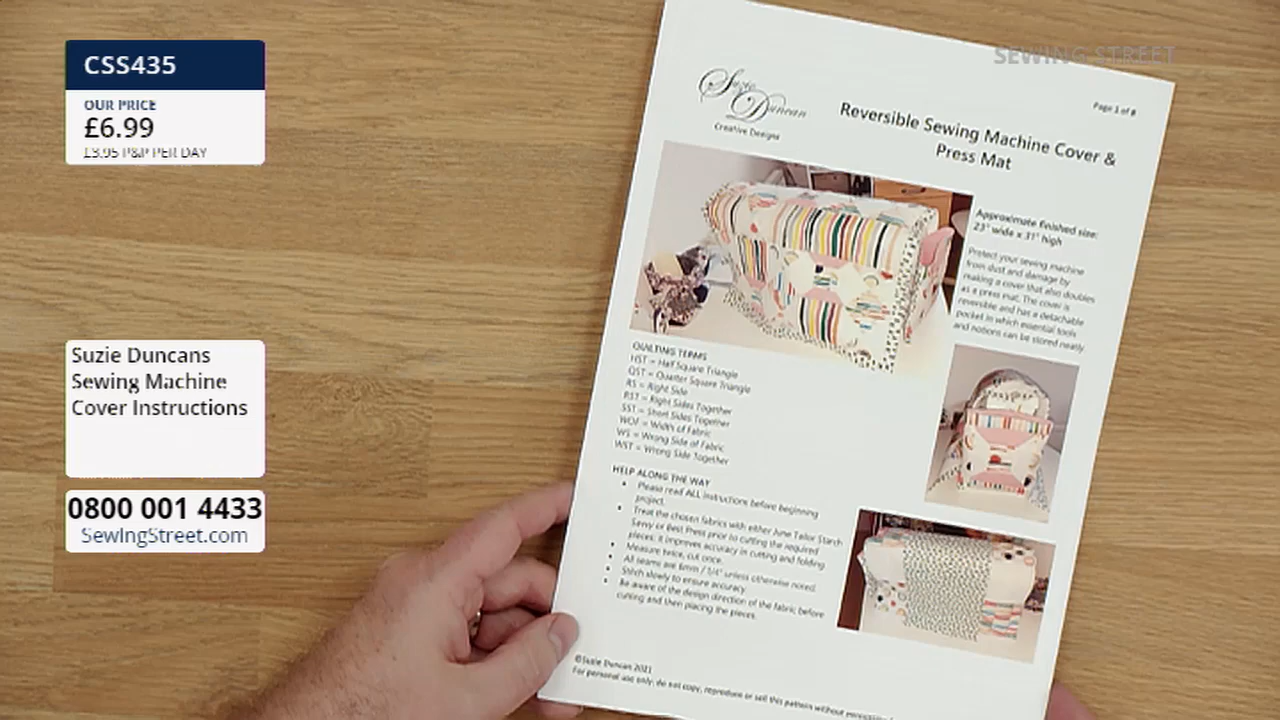 CSS435
OUR PRICE
£6.99
£3.95 P&P PER DAY
Suzie Duncans
Sewing Machine
Cover Instructions
0800 001 4433
SewingStreet.com
SEWING STREET
Page 1 of 8
Suzie
Duncan
Creative Designs
Reversible Sewing Machine Cover &
Press Mat
Approximate finished size:
23" wide x 31" high
Protect your sewing machine
from dust and damage by
making a cover that also doubles
as a press mat. The cover is
reversible and has a detachable
pocket in which essential tools
and notions can be stored neatly
QUILTING TERMS
HST = Half Square Triangle
QST = Quarter Square Triangle
RS = Right Side
RST = Right Sides Together
SST = Short Sides Together
WOF = Width of Fabric
WS = Wrong Side of Fabric
WST = Wrong Side Together
HELP ALONG THE WAY
• Please read ALL instructions before beginning
project.
• Treat the chosen fabrics with either June Tailor Starch
Savvy or Best Press prior to cutting the required
pieces: it improves accuracy in cutting and folding.
• Measure twice, cut once.
• All seams are 6mm / 1/4" unless otherwise noted.
• Stitch slowly to ensure accuracy.
• Be aware of the design direction of the fabric before
cutting and then placing the pieces.
©Suzie Duncan 2021
For personal use only: do not copy, reproduce or sell this pattern without